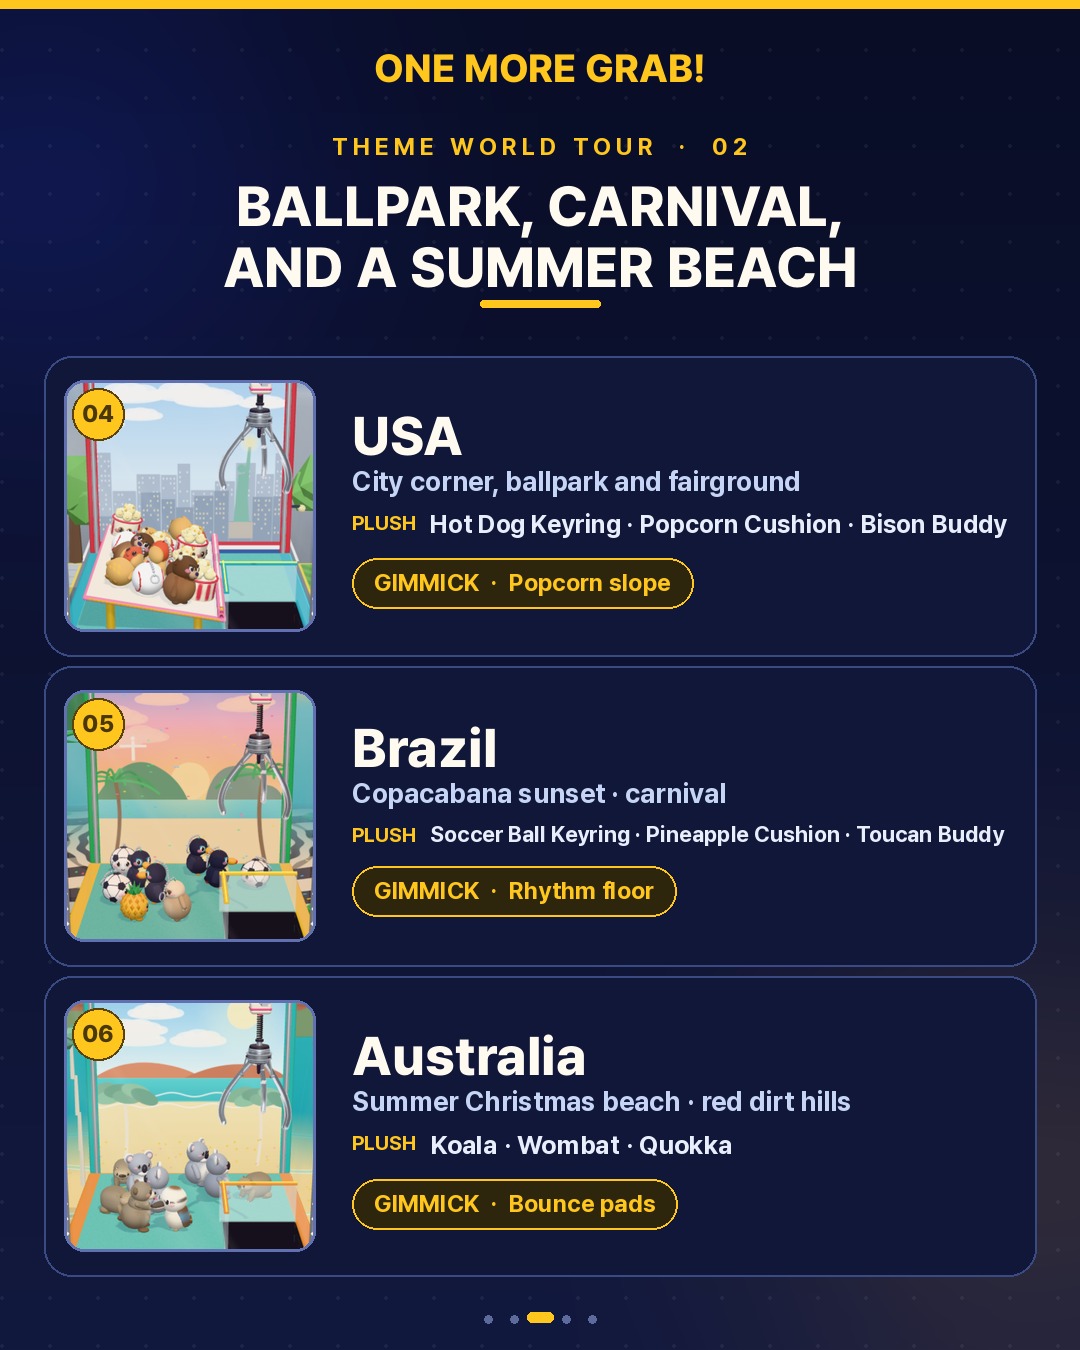 ONE MORE GRAB!
THEME WORLD TOUR · 02
BALLPARK, CARNIVAL,
AND A SUMMER BEACH
04
USA
City corner, ballpark and fairground
PLUSH Hot Dog Keyring · Popcorn Cushion · Bison Buddy
GIMMICK · Popcorn slope
05
Brazil
Copacabana sunset · carnival
PLUSH Soccer Ball Keyring · Pineapple Cushion · Toucan Buddy
GIMMICK · Rhythm floor
06
Australia
Summer Christmas beach · red dirt hills
PLUSH Koala · Wombat · Quokka
GIMMICK · Bounce pads